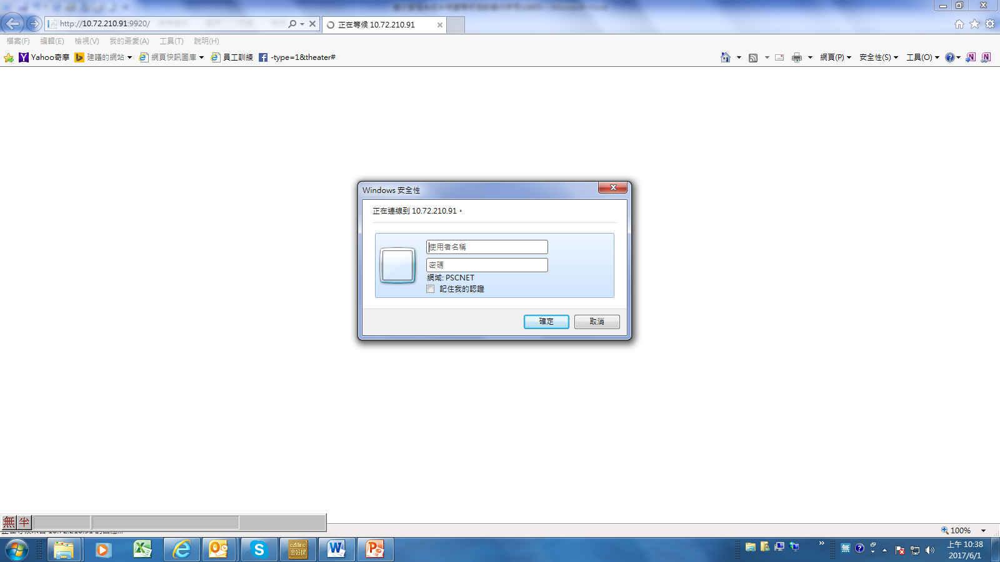 http://10.72.210.91:9920/
正在等候 10.72.210.91
檔案(F) 編輯(E) 檢視(V) 我的最愛(A) 工具(T) 說明(H)
Yahoo奇摩 建議的網站 網頁快訊圖庫 員工訓練 -type=1&theater#
網頁(P) 安全性(S) 工具(O)
Windows 安全性
正在連線到 10.72.210.91。
使用者名稱
密碼
網域: PSCNET
記住我的認證
確定 取消
無 半
100%
ezMine
金好探
無
上午 10:38
2017/6/1